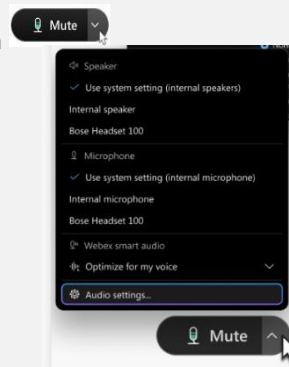 Mute
Speaker
Use system setting (internal speakers)
Internal speaker
Bose Headset 100
Microphone
Use system setting (internal microphone)
Internal microphone
Bose Headset 100
Webex smart audio
Optimize for my voice
Audio settings...
Mute